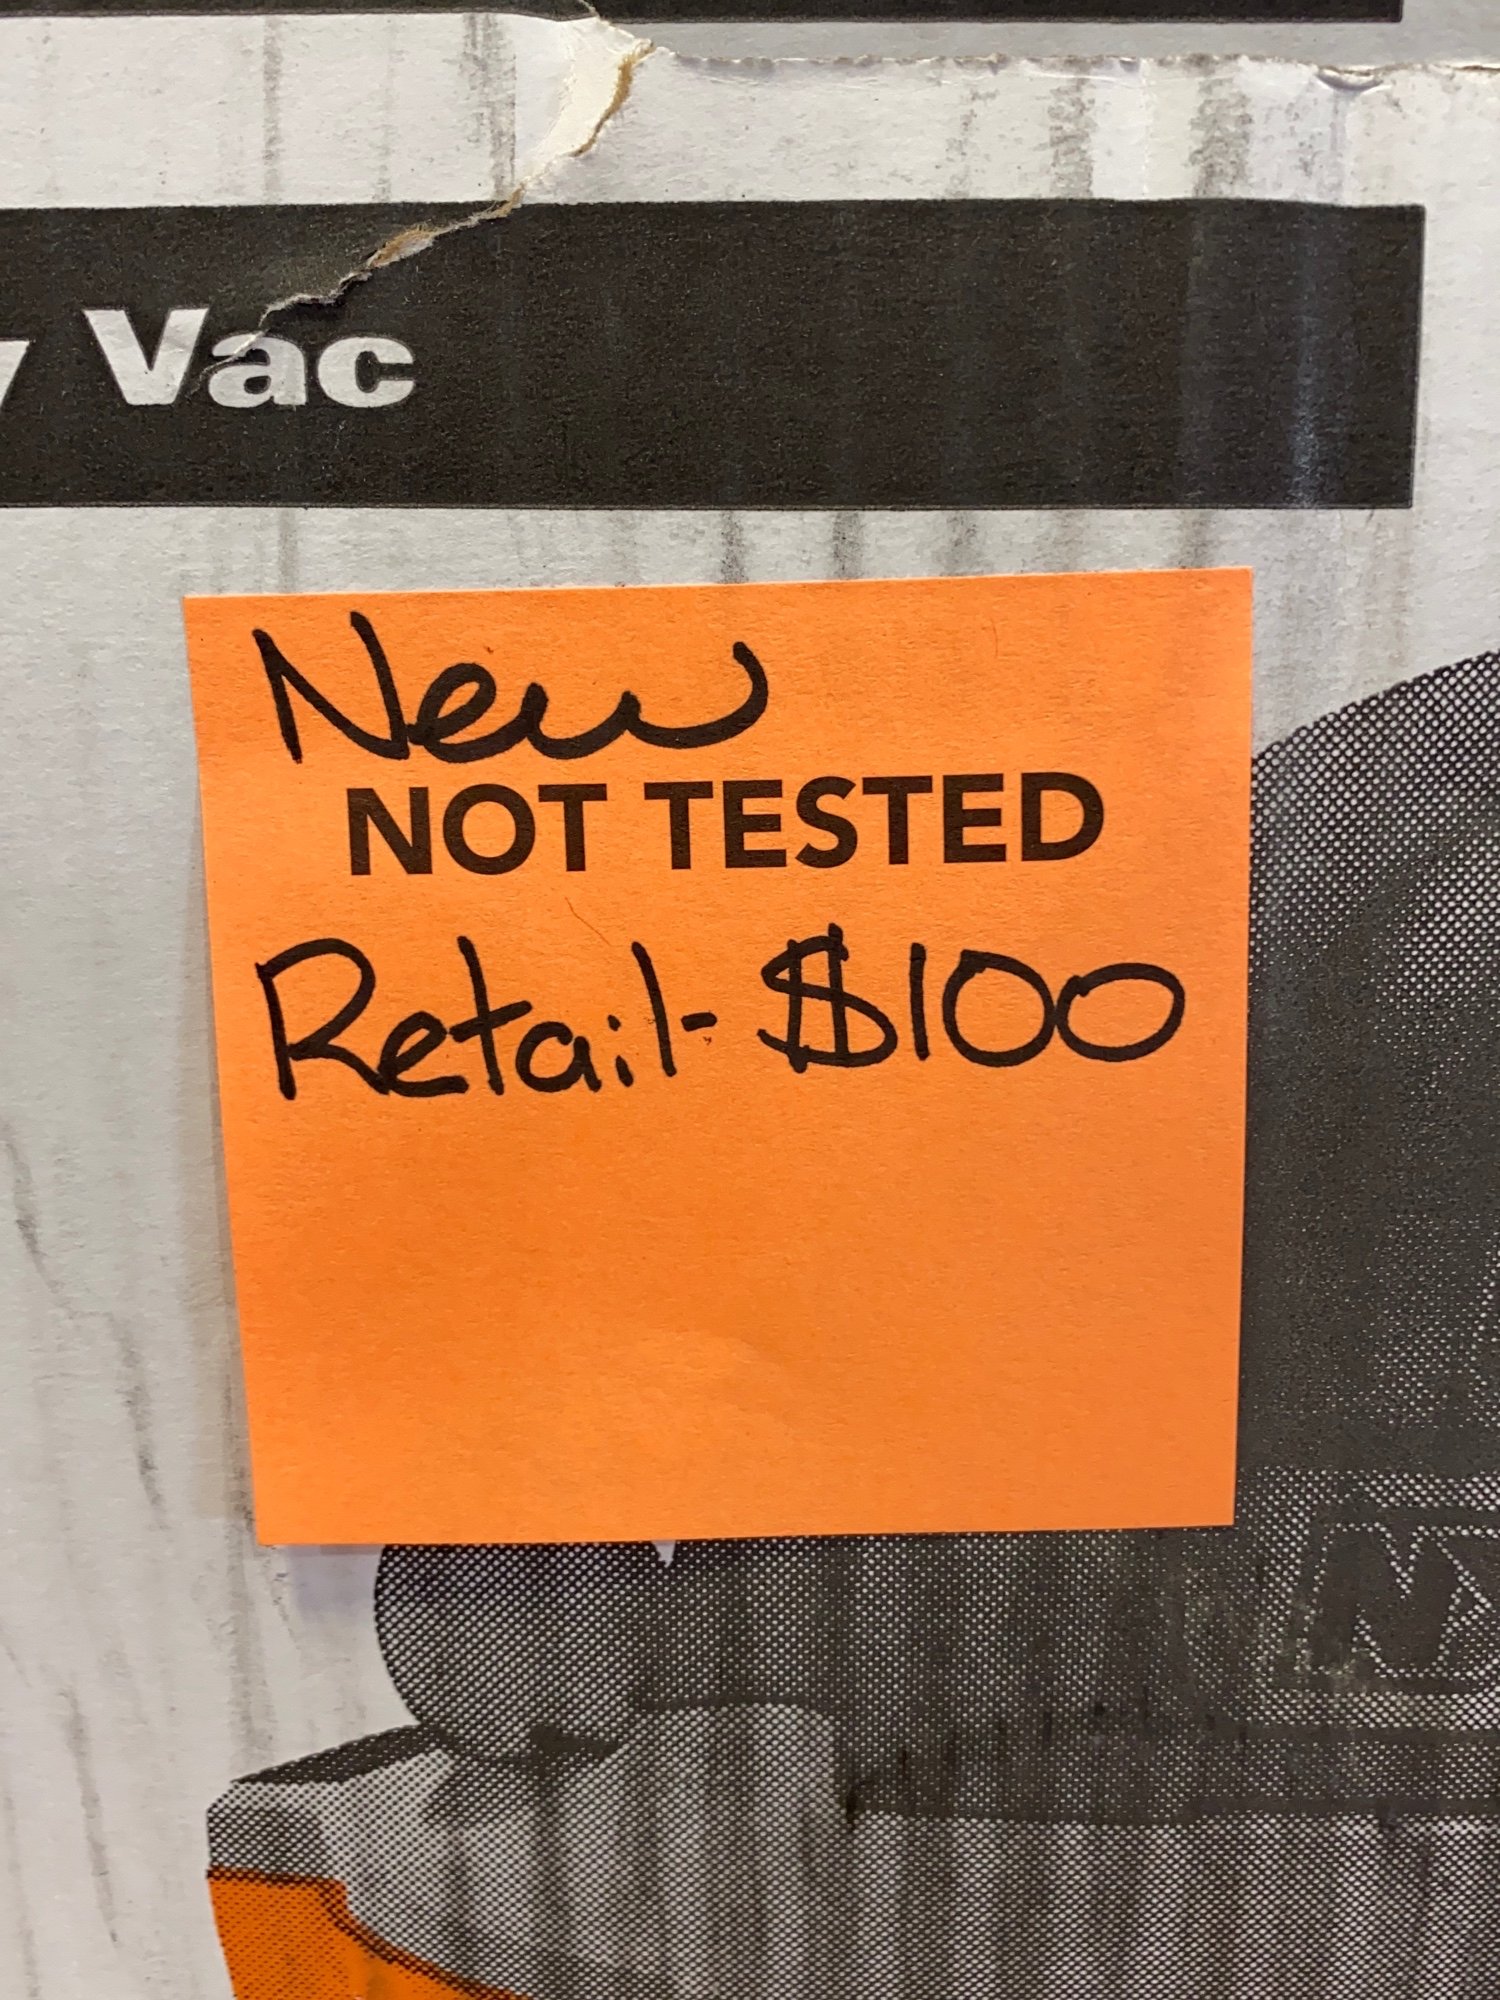 Vac
New
NOT TESTED
Retail- $100